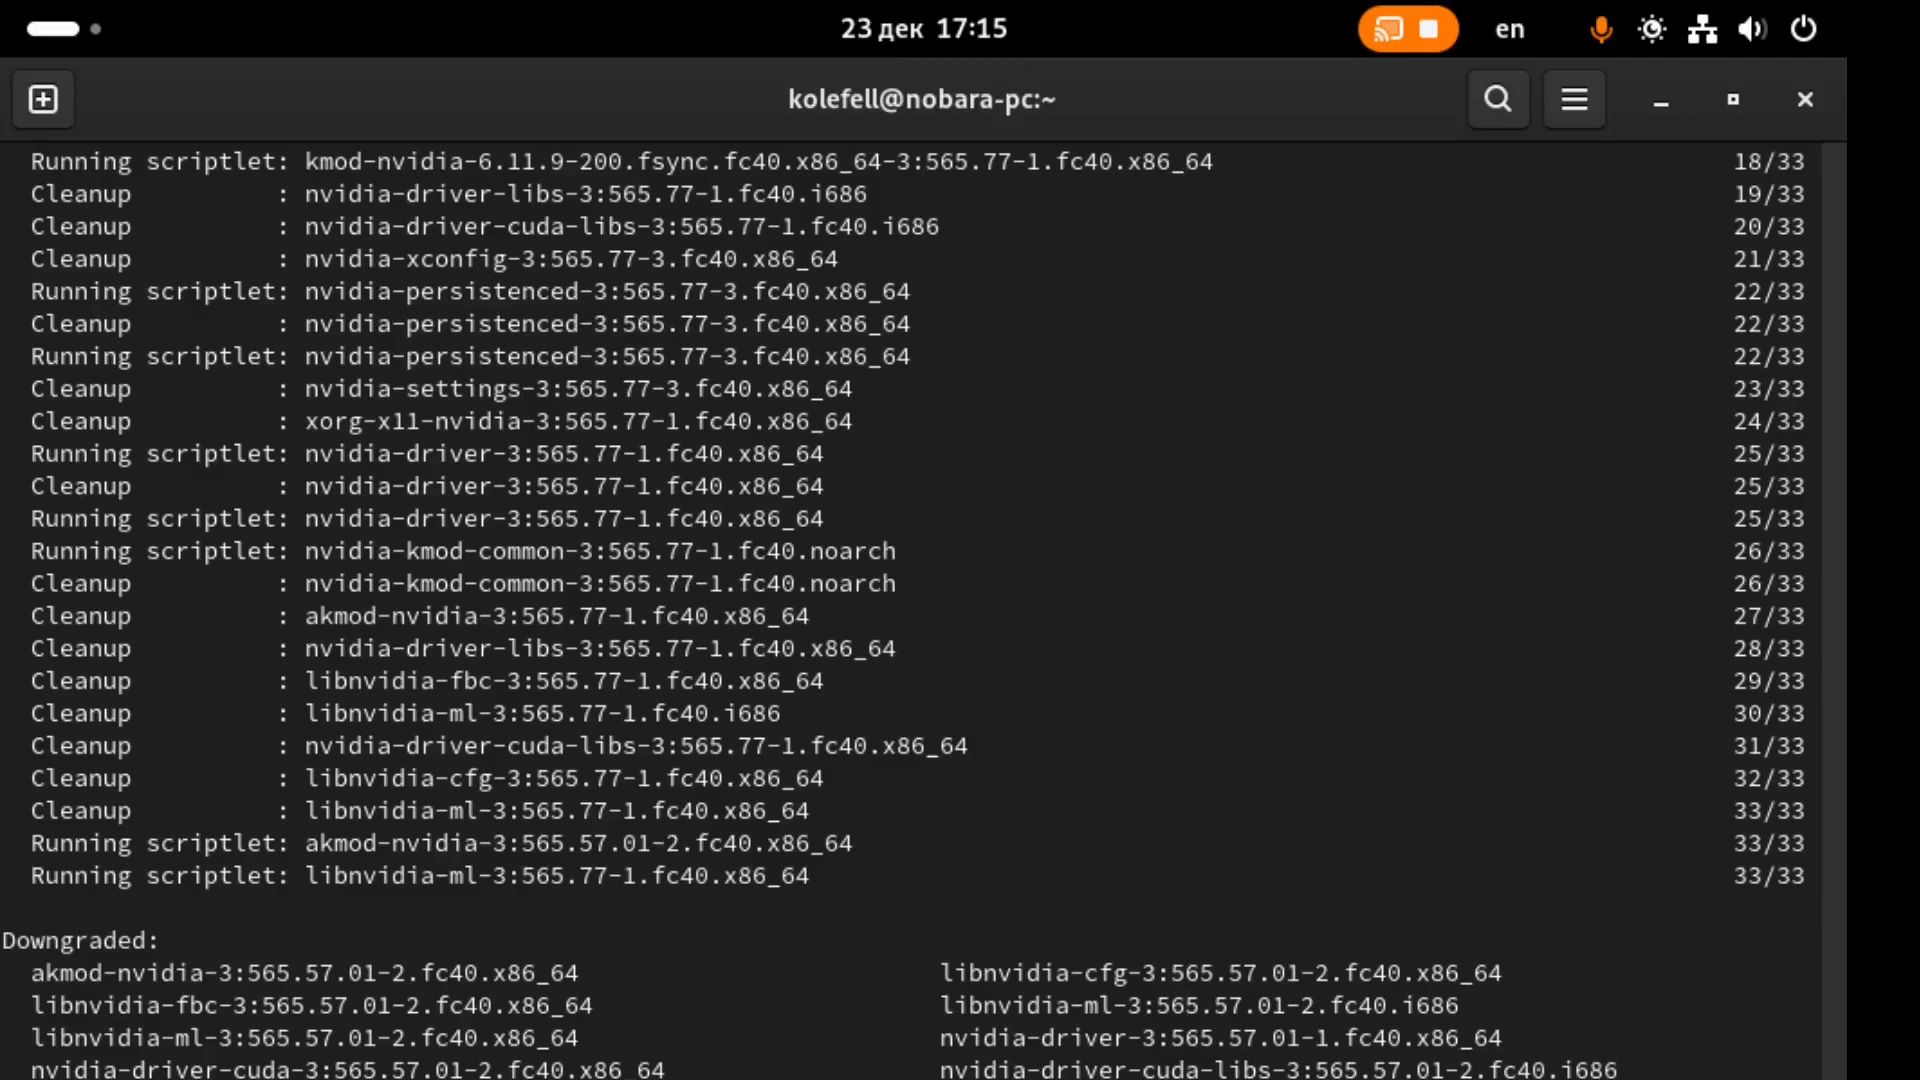 23 дек 17:15
en
kolefell@nobara-pc:~
Running scriptlet: kmod-nvidia-6.11.9-200.fsync.fc40.x86_64-3:565.77-1.fc40.x86_64 18/33
Cleanup : nvidia-driver-libs-3:565.77-1.fc40.i686 19/33
Cleanup : nvidia-driver-cuda-libs-3:565.77-1.fc40.i686 20/33
Cleanup : nvidia-xconfig-3:565.77-3.fc40.x86_64 21/33
Running scriptlet: nvidia-persistenced-3:565.77-3.fc40.x86_64 22/33
Cleanup : nvidia-persistenced-3:565.77-3.fc40.x86_64 22/33
Running scriptlet: nvidia-persistenced-3:565.77-3.fc40.x86_64 22/33
Cleanup : nvidia-settings-3:565.77-3.fc40.x86_64 23/33
Cleanup : xorg-x11-nvidia-3:565.77-1.fc40.x86_64 24/33
Running scriptlet: nvidia-driver-3:565.77-1.fc40.x86_64 25/33
Cleanup : nvidia-driver-3:565.77-1.fc40.x86_64 25/33
Running scriptlet: nvidia-driver-3:565.77-1.fc40.x86_64 25/33
Running scriptlet: nvidia-kmod-common-3:565.77-1.fc40.noarch 26/33
Cleanup : nvidia-kmod-common-3:565.77-1.fc40.noarch 26/33
Cleanup : akmod-nvidia-3:565.77-1.fc40.x86_64 27/33
Cleanup : nvidia-driver-libs-3:565.77-1.fc40.x86_64 28/33
Cleanup : libnvidia-fbc-3:565.77-1.fc40.x86_64 29/33
Cleanup : libnvidia-ml-3:565.77-1.fc40.i686 30/33
Cleanup : nvidia-driver-cuda-libs-3:565.77-1.fc40.x86_64 31/33
Cleanup : libnvidia-cfg-3:565.77-1.fc40.x86_64 32/33
Cleanup : libnvidia-ml-3:565.77-1.fc40.x86_64 33/33
Running scriptlet: akmod-nvidia-3:565.57.01-2.fc40.x86_64 33/33
Running scriptlet: libnvidia-ml-3:565.77-1.fc40.x86_64 33/33
Downgraded:
akmod-nvidia-3:565.57.01-2.fc40.x86_64 libnvidia-cfg-3:565.57.01-2.fc40.x86_64
libnvidia-fbc-3:565.57.01-2.fc40.x86_64 libnvidia-ml-3:565.57.01-2.fc40.i686
libnvidia-ml-3:565.57.01-2.fc40.x86_64 nvidia-driver-3:565.57.01-1.fc40.x86_64
nvidia-driver-cuda-3:565.57.01-2.fc40.x86_64 nvidia-driver-cuda-libs-3:565.57.01-2.fc40.i686